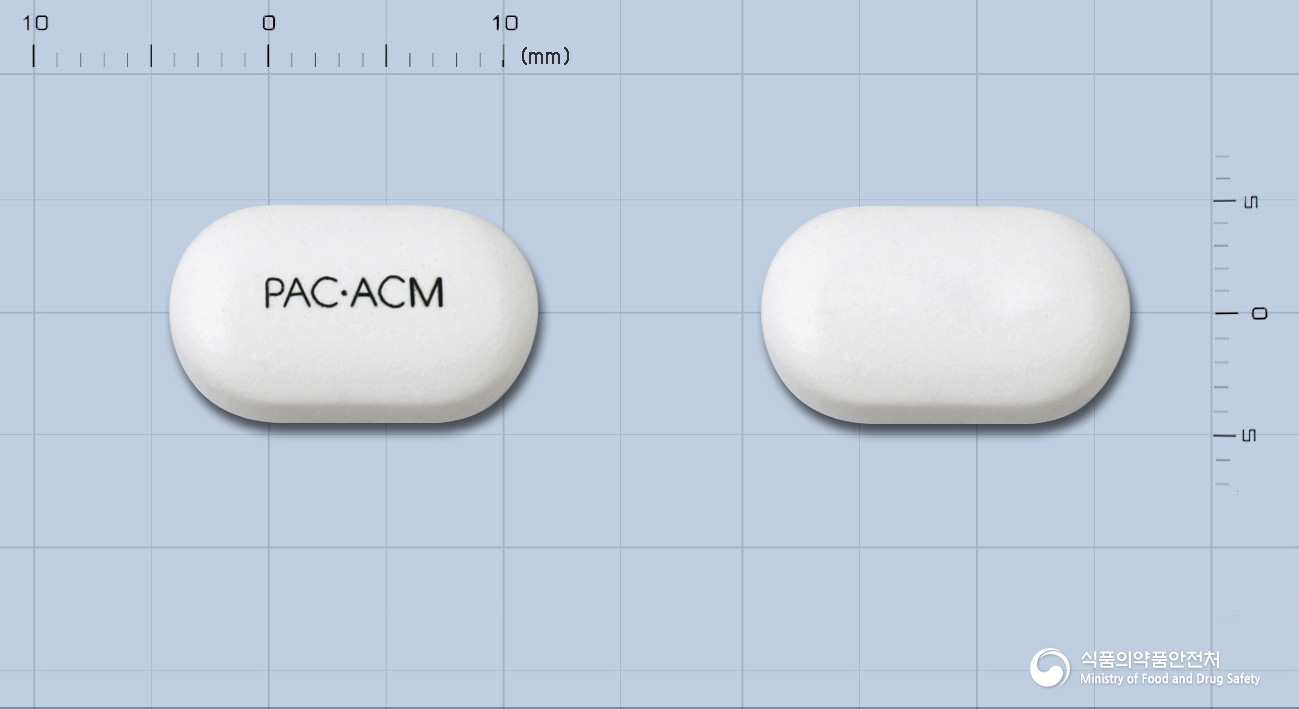 10 0 10
(mm)
PAC·ACM
5
0
5
식품의약품안전처
Ministry of Food and Drug Safety